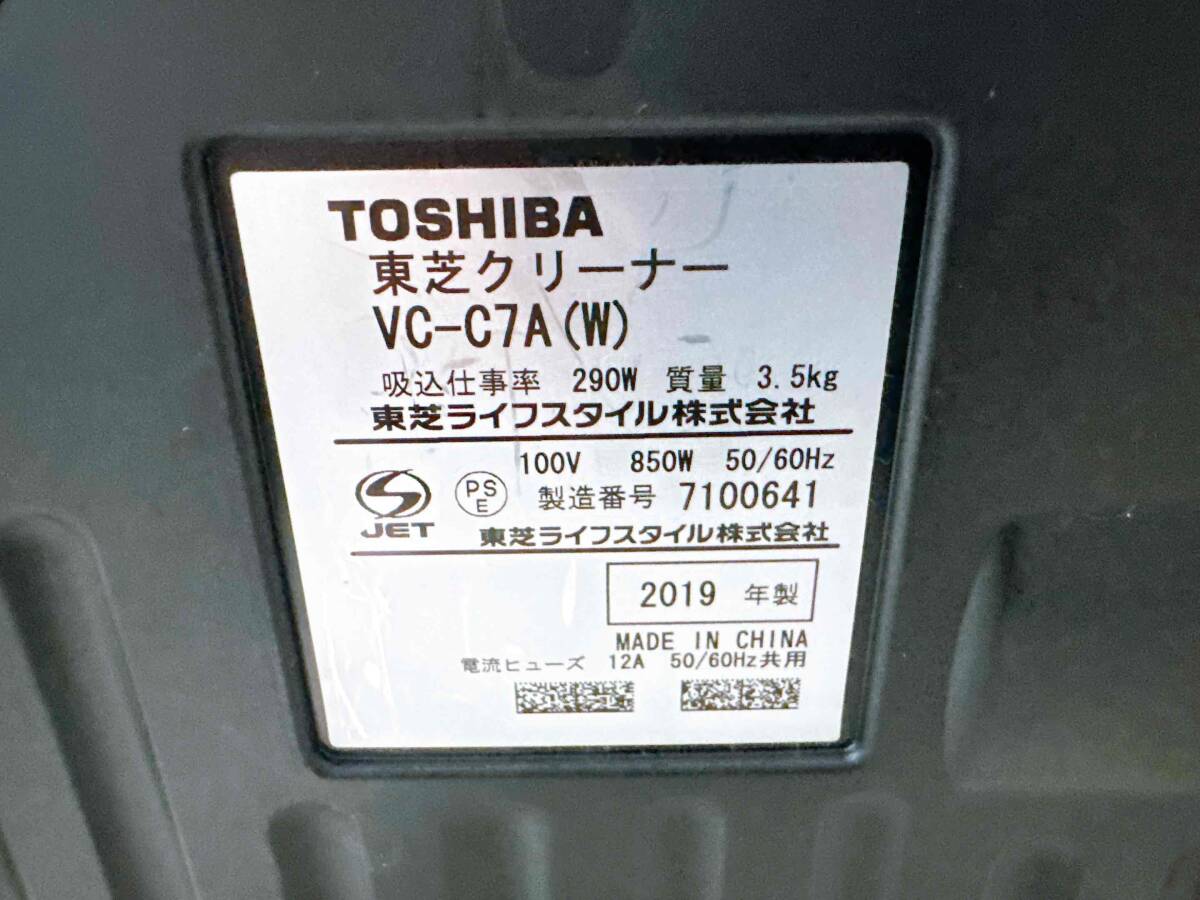 TOSHIBA
東芝クリーナー
VC-C7A(W)
吸込仕事率 290W 質量 3.5kg
東芝ライフスタイル株式会社
100V 850W 50/60Hz
JET PS E 製造番号 7100641
東芝ライフスタイル株式会社
2019 年製
MADE IN CHINA
電流ヒューズ 12A 50/60Hz共用